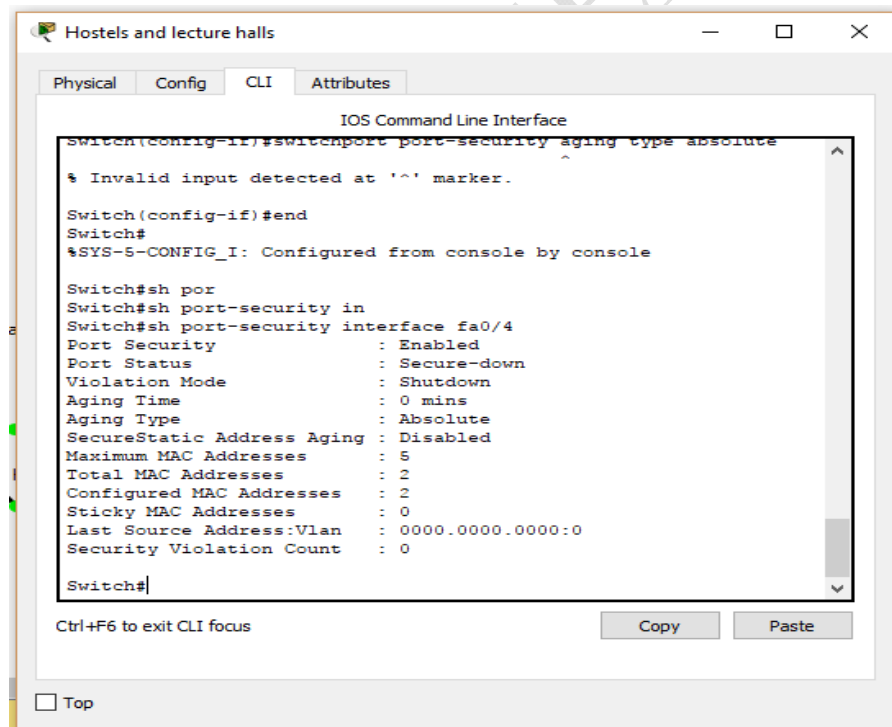 Hostels and lecture halls
Physical Config CLI Attributes
IOS Command Line Interface
Switch(config-if)#switchport port-security aging type absolute
^
% Invalid input detected at '^' marker.
Switch(config-if)#end
Switch#
%SYS-5-CONFIG_I: Configured from console by console
Switch#sh por
Switch#sh port-security in
Switch#sh port-security interface fa0/4
Port Security : Enabled
Port Status : Secure-down
Violation Mode : Shutdown
Aging Time : 0 mins
Aging Type : Absolute
SecureStatic Address Aging : Disabled
Maximum MAC Addresses : 5
Total MAC Addresses : 2
Configured MAC Addresses : 2
Sticky MAC Addresses : 0
Last Source Address:Vlan : 0000.0000.0000:0
Security Violation Count : 0
Switch#
Ctrl+F6 to exit CLI focus
Copy Paste
Top